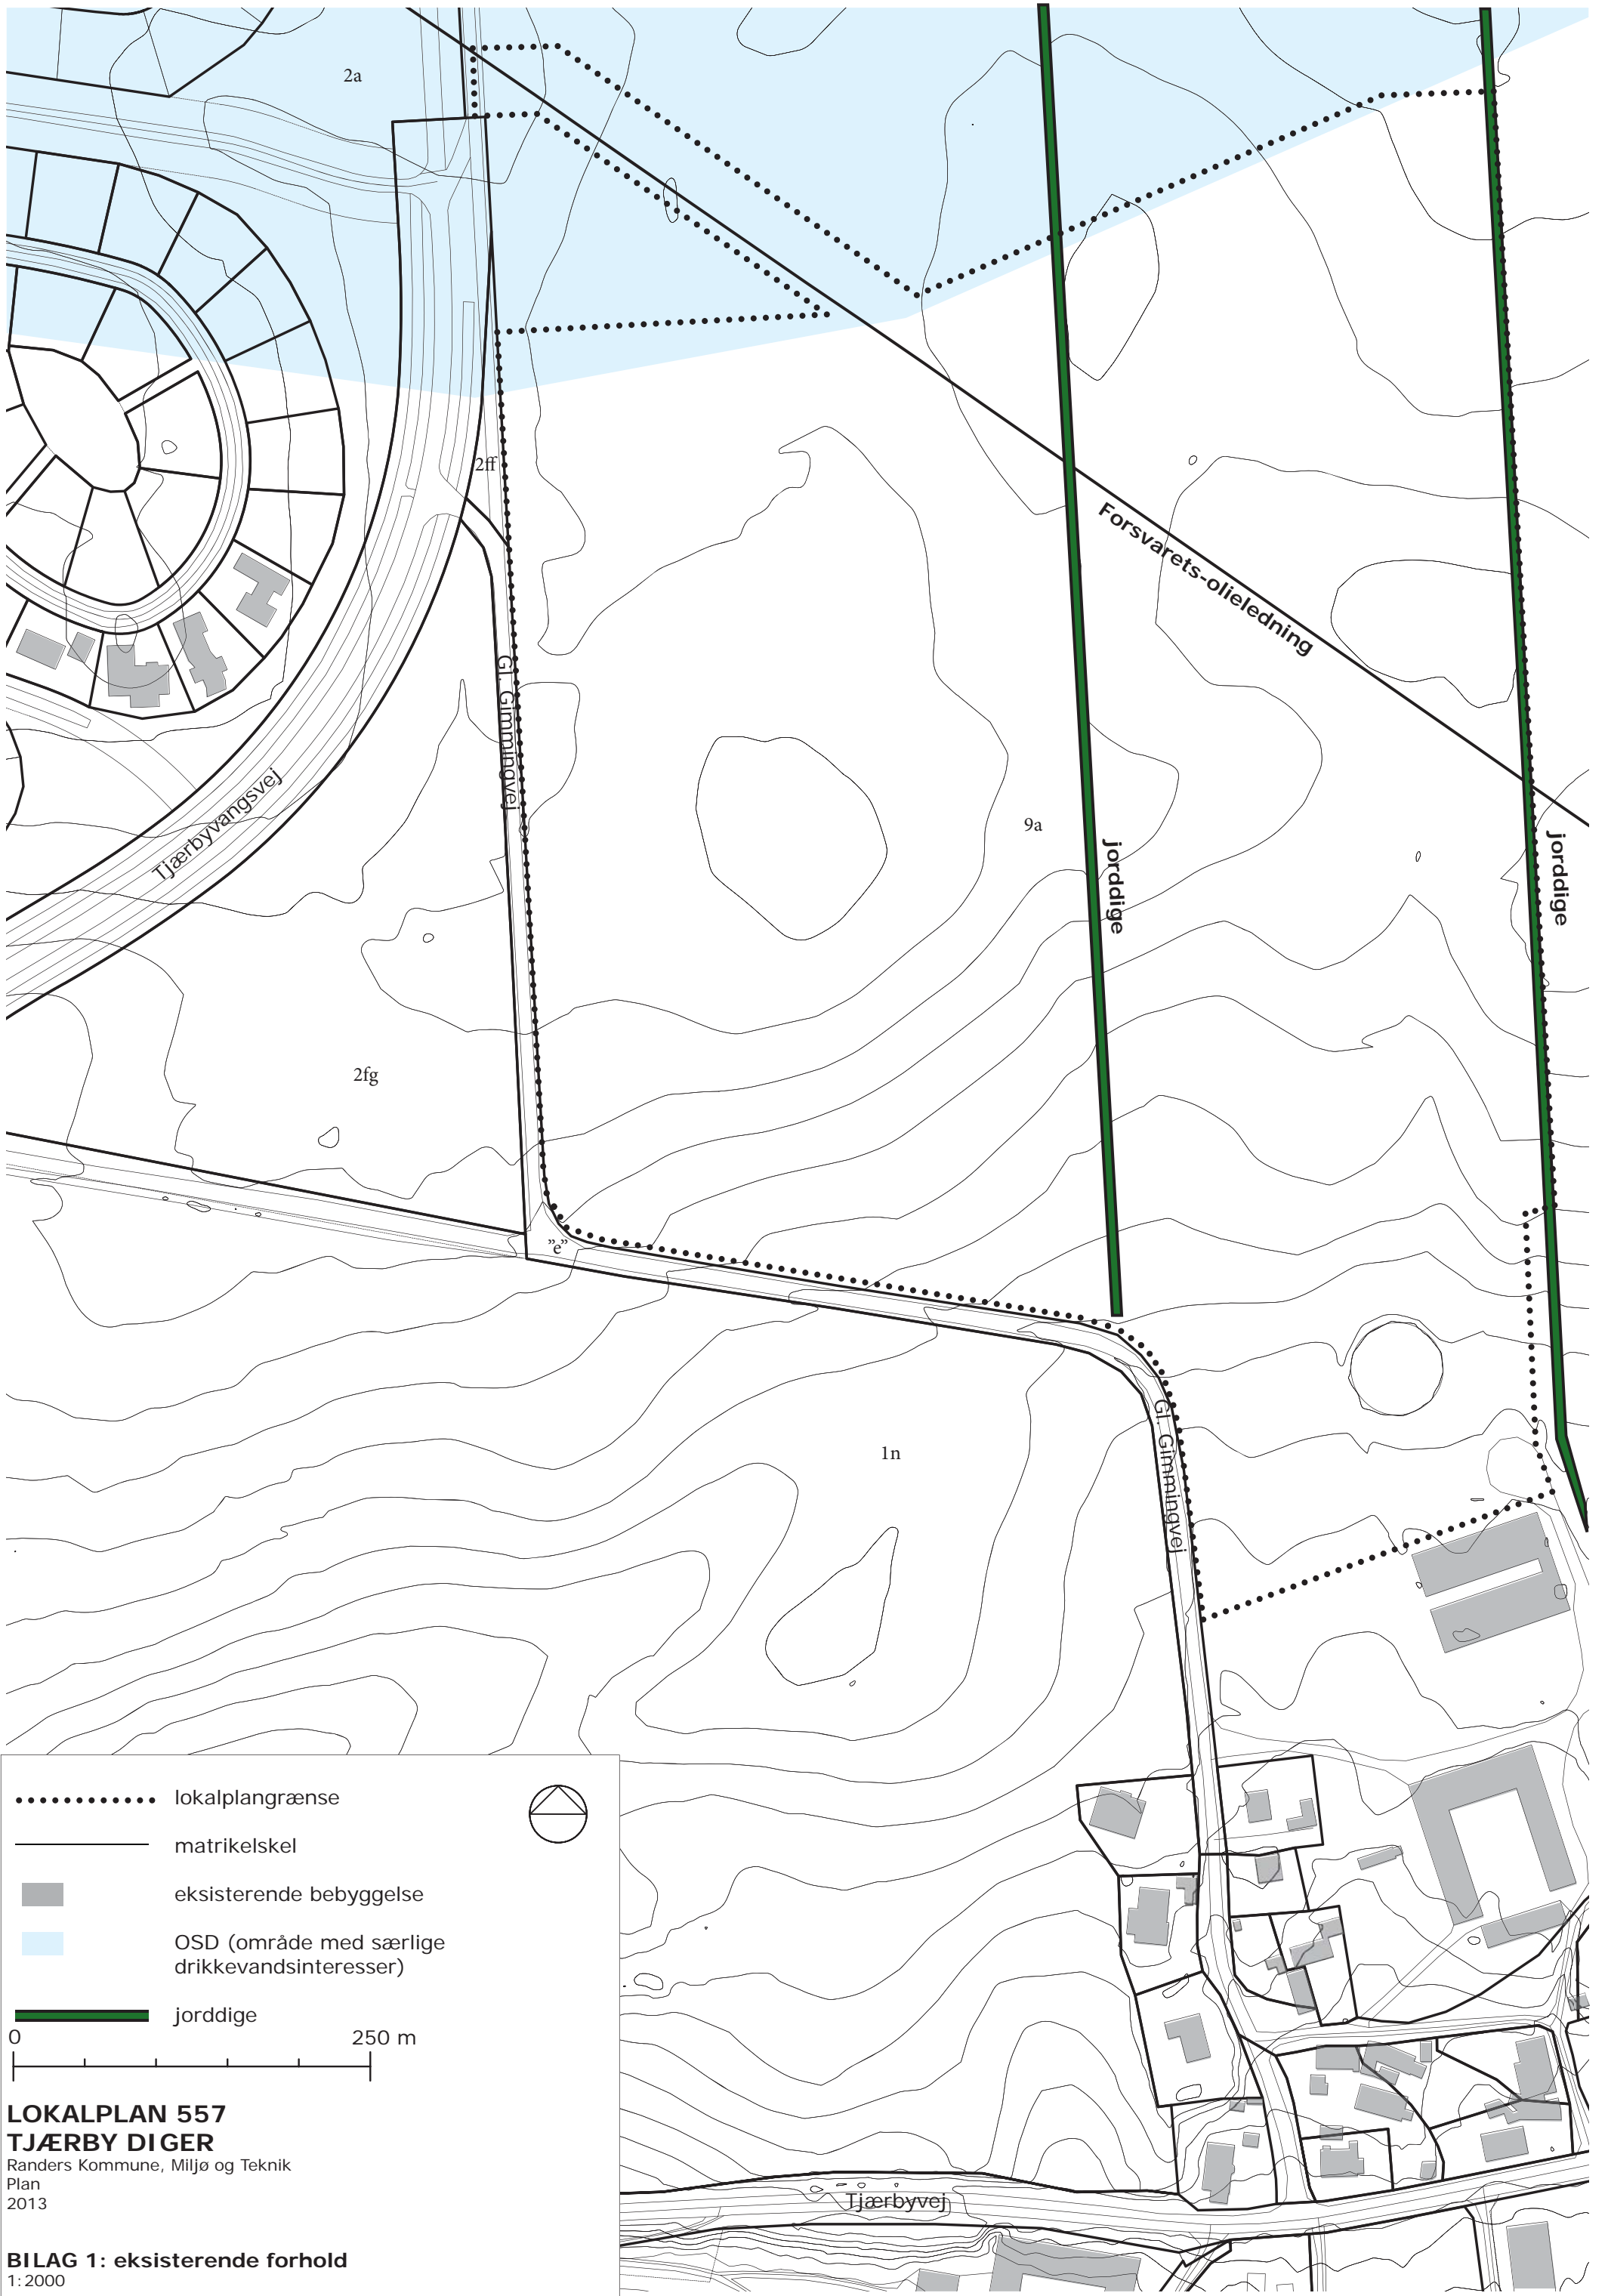 2a
2ff
Forsvarets-olieledning
Gl. Gimmingvej
Tjærbyvangsvej
9a
jorddige
jorddige
2fg
"e"
1n
Gl. Gimmingvej
lokalplangrænse
matrikelskel
eksisterende bebyggelse
OSD (område med særlige
drikkevandsinteresser)
jorddige
0 250 m
LOKALPLAN 557
TJÆRBY DIGER
Randers Kommune, Miljø og Teknik
Plan
2013
Tjærbyvej
BILAG 1: eksisterende forhold
1:2000